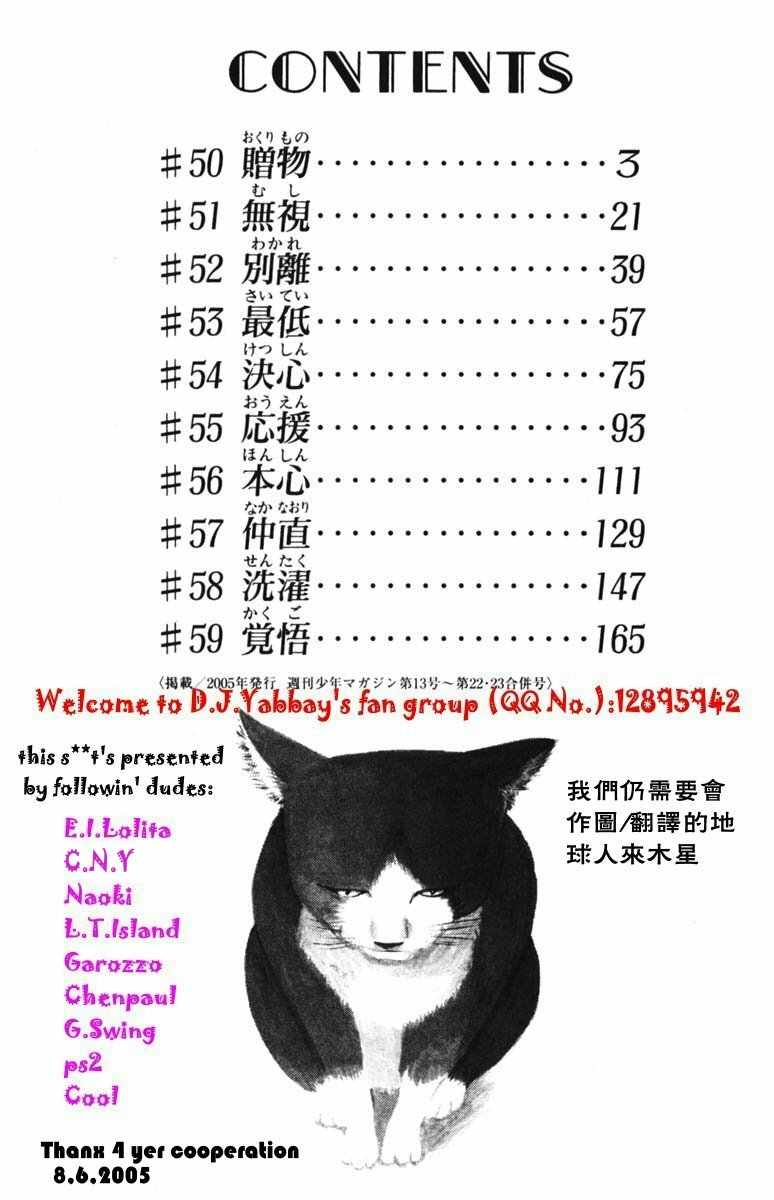 CONTENTS
おくりもの
#50 贈物・・・・・・・・・・・・・・・・・・3
むし
#51 無視・・・・・・・・・・・・・・・・・・21
わかれ
#52 別離・・・・・・・・・・・・・・・・・・39
さいてい
#53 最低・・・・・・・・・・・・・・・・・・57
けつしん
#54 決心・・・・・・・・・・・・・・・・・・75
おうえん
#55 応援・・・・・・・・・・・・・・・・・・93
ほんしん
#56 本心・・・・・・・・・・・・・・・・・111
なかなおり
#57 仲直・・・・・・・・・・・・・・・・・129
せんたく
#58 洗濯・・・・・・・・・・・・・・・・・147
かくご
#59 覚悟・・・・・・・・・・・・・・・・・165
〈掲載／2005年発行 週刊少年マガジン第13号〜第22・23合併号〉
Welcome to D.J.Yabbay's fan group (QQ No.):12895942
this s**t's presented
by followin' dudes:
E.I.Lolita
C.N.Y
Naoki
L.T.Island
Garozzo
Chenpaul
G.Swing
ps2
Cool
我們仍需要會
作圖/翻譯的地
球人來木星
Thanx 4 yer cooperation
8.6.2005